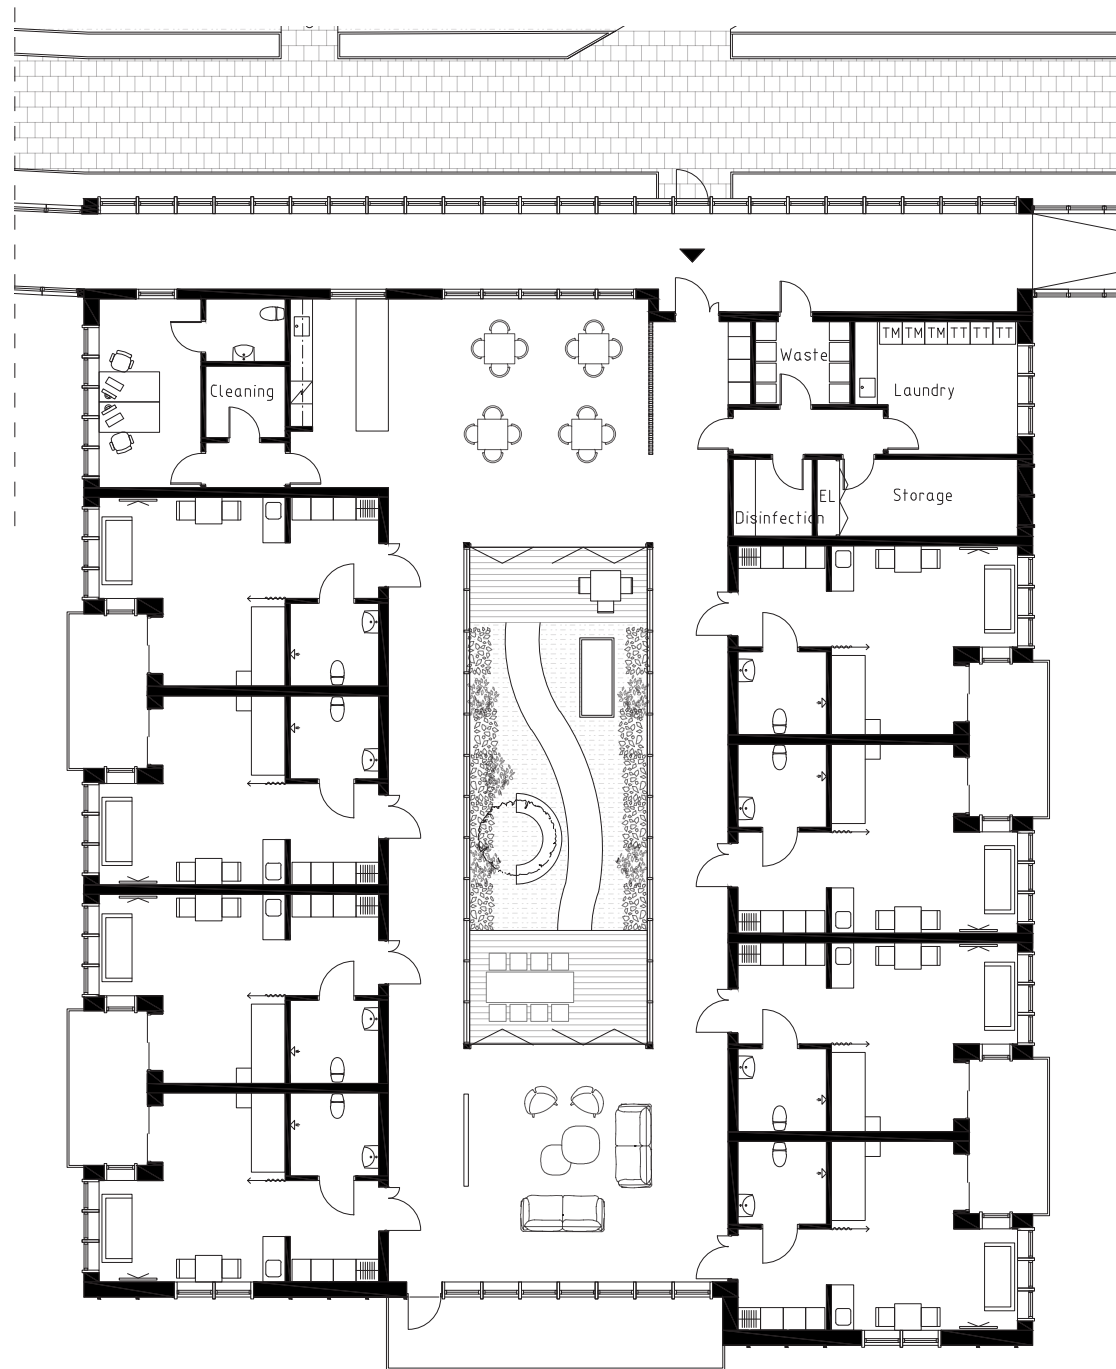 TM TM TM TT TT TT
Waste
Cleaning
Laundry
EL
Storage
Disinfection